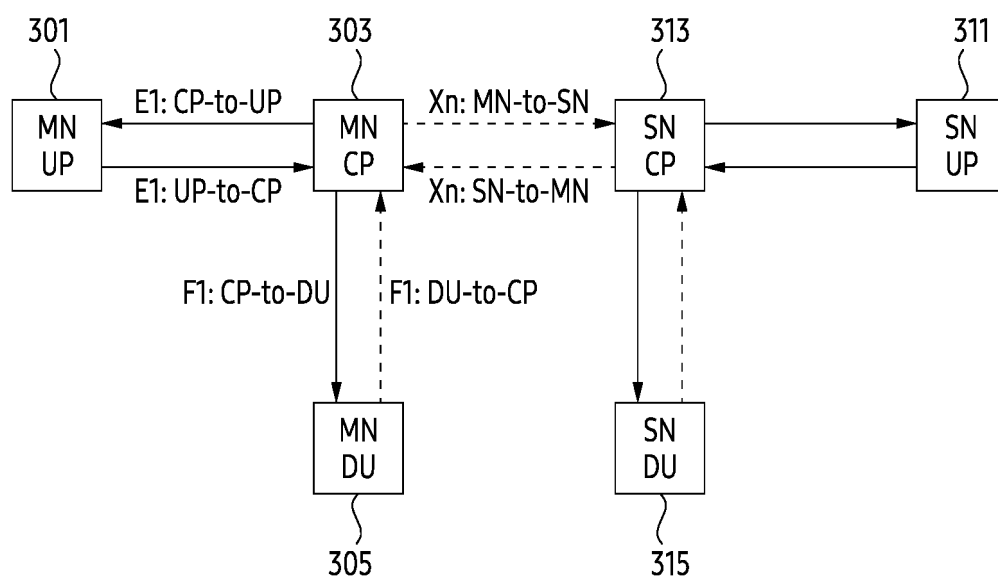 301
303
313
311
E1: CP-to-UP
Xn: MN-to-SN
MN
UP
MN
CP
SN
CP
SN
UP
E1: UP-to-CP
Xn: SN-to-MN
F1: CP-to-DU
F1: DU-to-CP
MN
DU
SN
DU
305
315